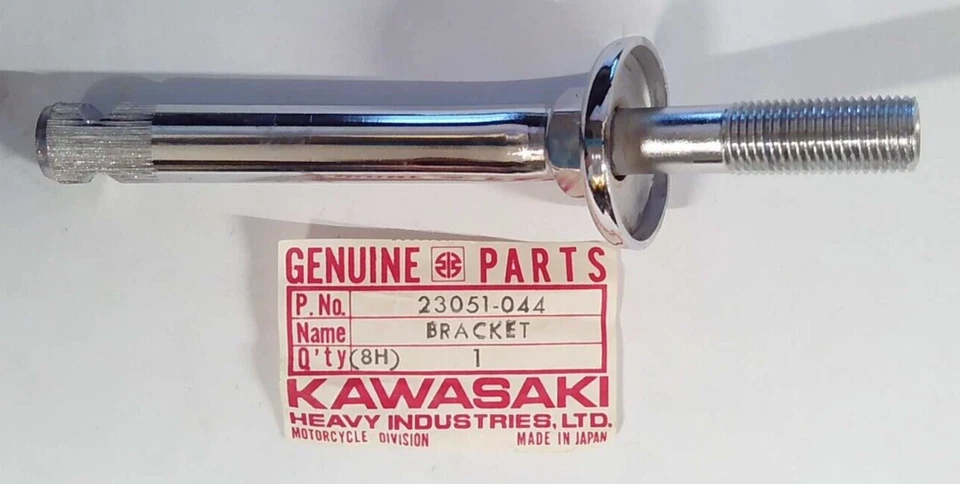 GENUINE PARTS
P.No. 23051-044
Name BRACKET
Q'ty (8H) 1
KAWASAKI
HEAVY INDUSTRIES, LTD.
MOTORCYCLE DIVISION MADE IN JAPAN